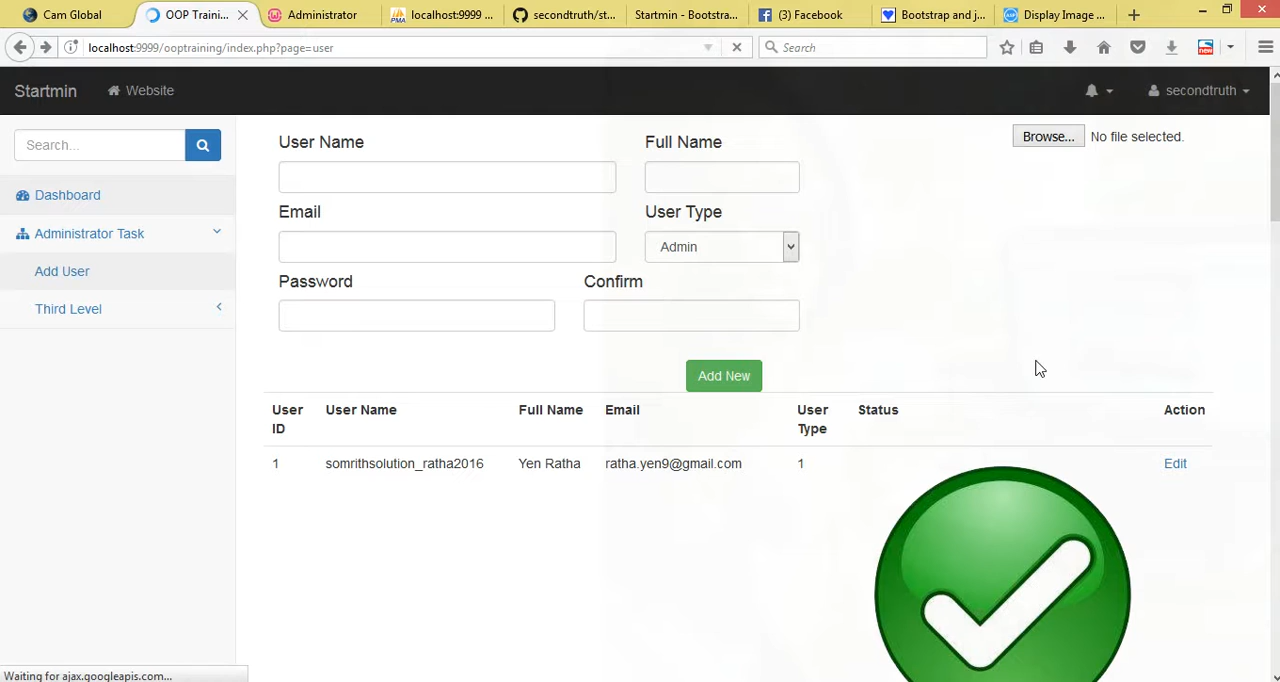 Cam Global
OOP Traini...
Administrator
localhost:9999 ...
secondtruth/st...
Startmin - Bootstra...
(3) Facebook
Bootstrap and j...
Display Image ...
localhost:9999/ooptraining/index.php?page=user
Search
Startmin
Website
secondtruth
Search...
Dashboard
Administrator Task
Add User
Third Level
User Name
Full Name
Browse...
No file selected.
Email
User Type
Admin
Password
Confirm
Add New
User ID
User Name
Full Name
Email
User Type
Status
Action
1
somrithsolution_ratha2016
Yen Ratha
ratha.yen9@gmail.com
1
Edit
Waiting for ajax.googleapis.com...